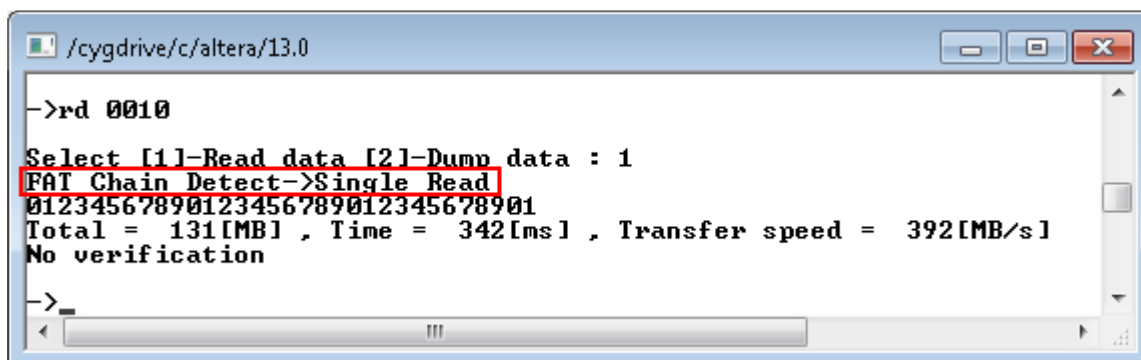 /cygdrive/c/altera/13.0
->rd 0010
Select [1]-Read data [2]-Dump data : 1
FAT Chain Detect->Single Read
01234567890123456789012345678901
Total =  131[MB] , Time =  342[ms] , Transfer speed =  392[MB/s]
No verification
->_